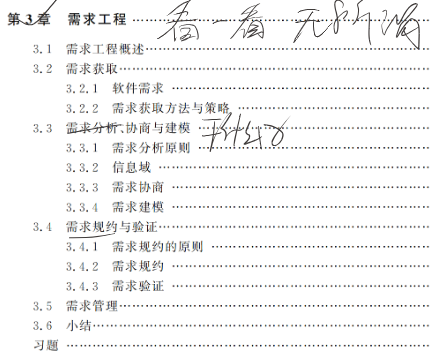 第3章 需求工程 看一看 无所谓
3.1 需求工程概述
3.2 需求获取
3.2.1 软件需求
3.2.2 需求获取方法与策略
3.3 需求分析、协商与建模
3.3.1 需求分析原则
3.3.2 信息域
3.3.3 需求协商
3.3.4 需求建模
3.4 需求规约与验证
3.4.1 需求规约的原则
3.4.2 需求规约
3.4.3 需求验证
3.5 需求管理
3.6 小结
习题